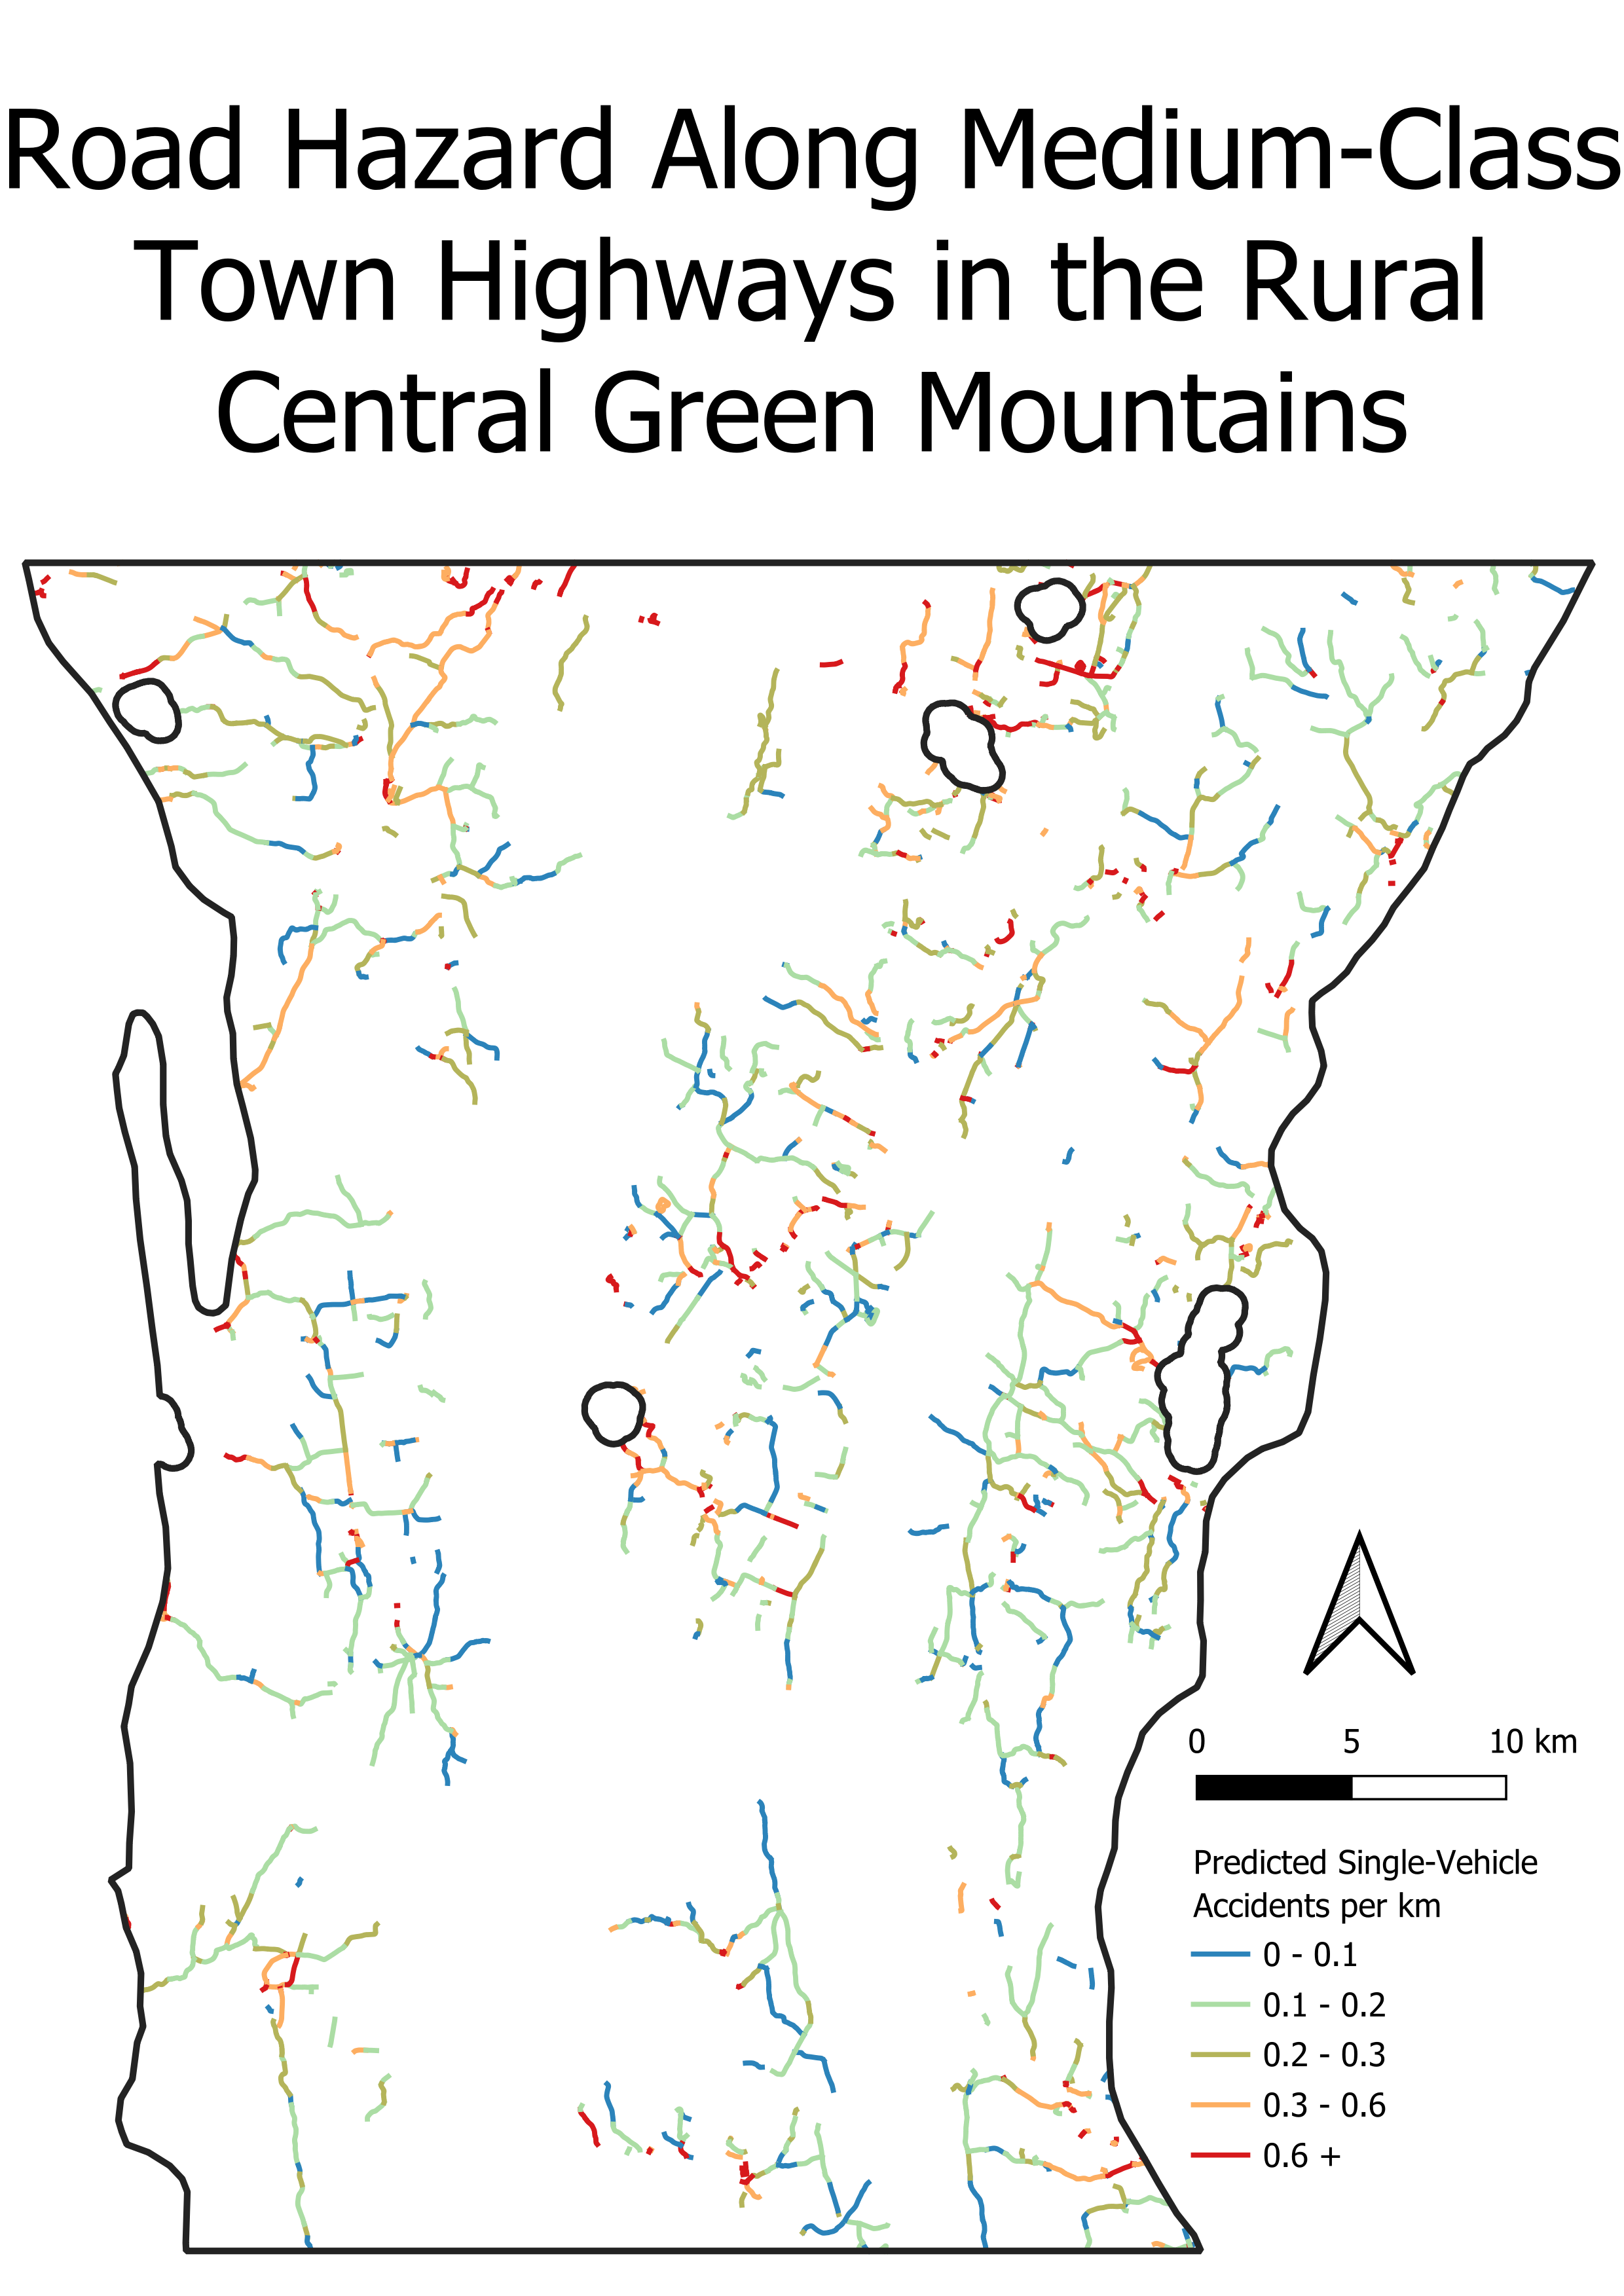 Road Hazard Along Medium-Class
Town Highways in the Rural
Central Green Mountains
0 5 10 km
Predicted Single-Vehicle
Accidents per km
0 - 0.1
0.1 - 0.2
0.2 - 0.3
0.3 - 0.6
0.6 +